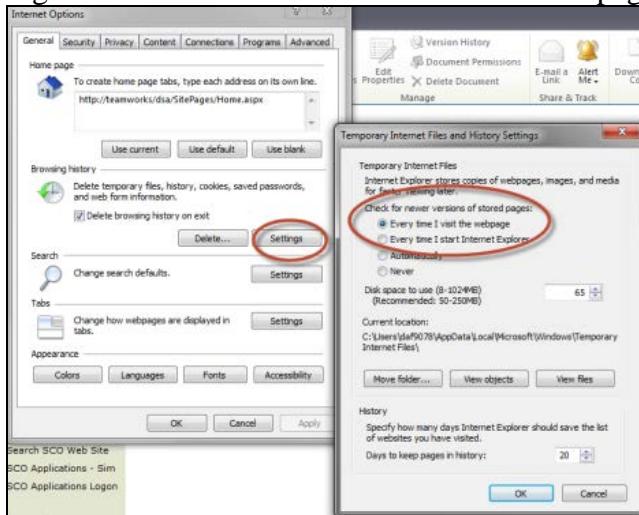 Internet Options
General Security Privacy Content Connections Programs Advanced
Home page
To create home page tabs, type each address on its own line.
http://teamworks/dsa/SitePages/Home.aspx
Use current Use default Use blank
Browsing history
Delete temporary files, history, cookies, saved passwords,
and web form information.
Delete browsing history on exit
Delete... Settings
Search
Change search defaults.
Settings
Tabs
Change how webpages are displayed in
tabs.
Settings
Appearance
Colors Languages Fonts Accessibility
OK Cancel Apply
Search SCO Web Site
SCO Applications - Sim
SCO Applications Logon
Version History
Document Permissions
Delete Document
Edit
Properties
Manage
E-mail a
Link
Alert
Me
Share & Track
Temporary Internet Files and History Settings
Temporary Internet Files
Internet Explorer stores copies of webpages, images, and media
for faster viewing later.
Check for newer versions of stored pages:
Every time I visit the webpage
Every time I start Internet Explorer
Automatically
Never
Disk space to use (8-1024MB)
(Recommended: 50-250MB)
65
Current location:
C:\Users\daf9078\AppData\Local\Microsoft\Windows\Temporary
Internet Files\
Move folder... View objects View files
History
Specify how many days Internet Explorer should save the list
of websites you have visited.
Days to keep pages in history: 20
OK Cancel